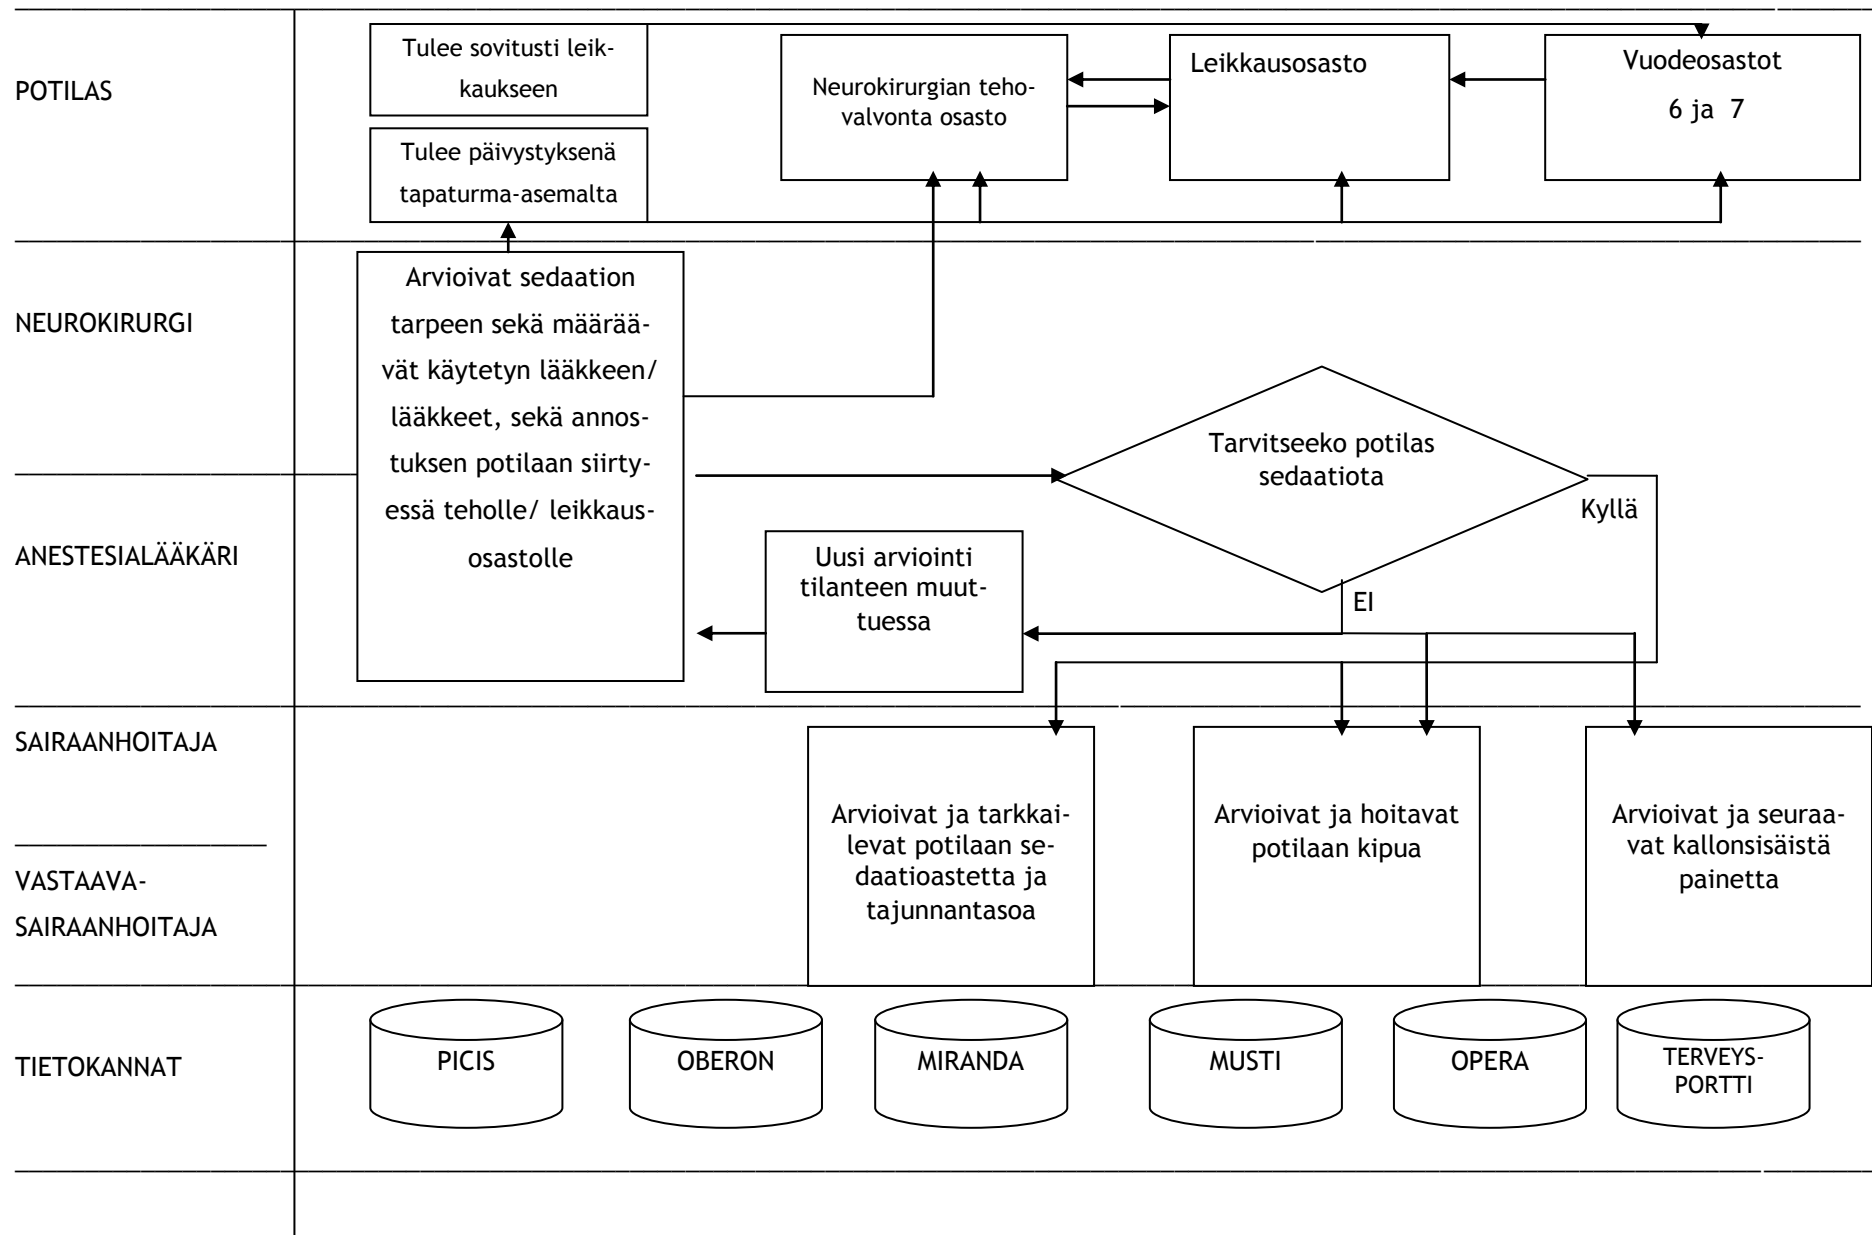 POTILAS
Tulee sovitusti leik-
kaukseen
Tulee päivystyksenä
tapaturma-asemalta
Neurokirurgian teho-
valvonta osasto
Leikkausosasto
Vuodeosastot
6 ja 7
NEUROKIRURGI
Arvioivat sedaation
tarpeen sekä määrää-
vät käytetyn lääkkeen/
lääkkeet, sekä annos-
tuksen potilaan siirty-
essä teholle/ leikkaus-
osastolle
Tarvitseeko potilas
sedaatiota
Kyllä
EI
ANESTESIALÄÄKÄRI
Uusi arviointi
tilanteen muut-
tuessa
SAIRAANHOITAJA
VASTAAVA-
SAIRAANHOITAJA
Arvioivat ja tarkkai-
levat potilaan se-
daatioastetta ja
tajunnantasoa
Arvioivat ja hoitavat
potilaan kipua
Arvioivat ja seuraa-
vat kallonsisäistä
painetta
TIETOKANNAT
PICIS
OBERON
MIRANDA
MUSTI
OPERA
TERVEYS-
PORTTI